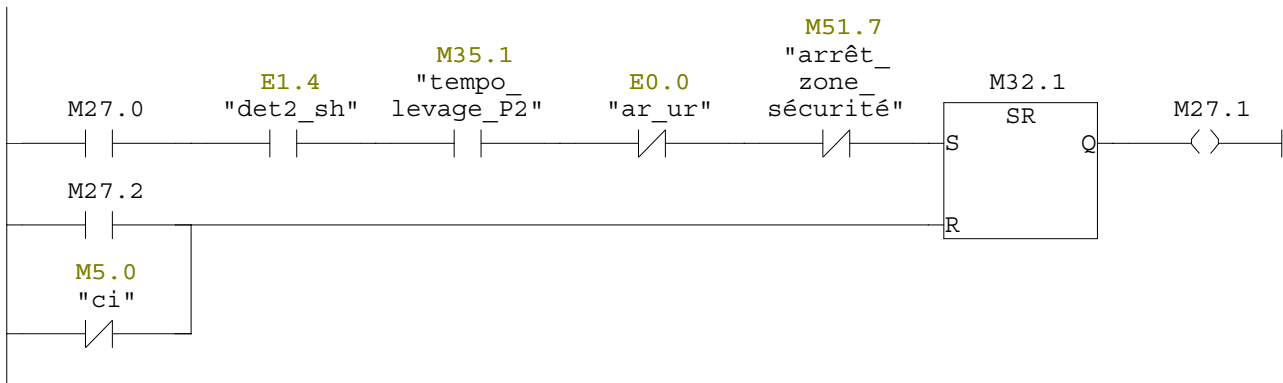 M51.7
M35.1 "arrêt_
E1.4 "tempo_ E0.0 zone_ M32.1
M27.0 "det2_sh" levage_P2" "ar_ur" sécurité" SR M27.1
S Q
M27.2
R
M5.0
"ci"